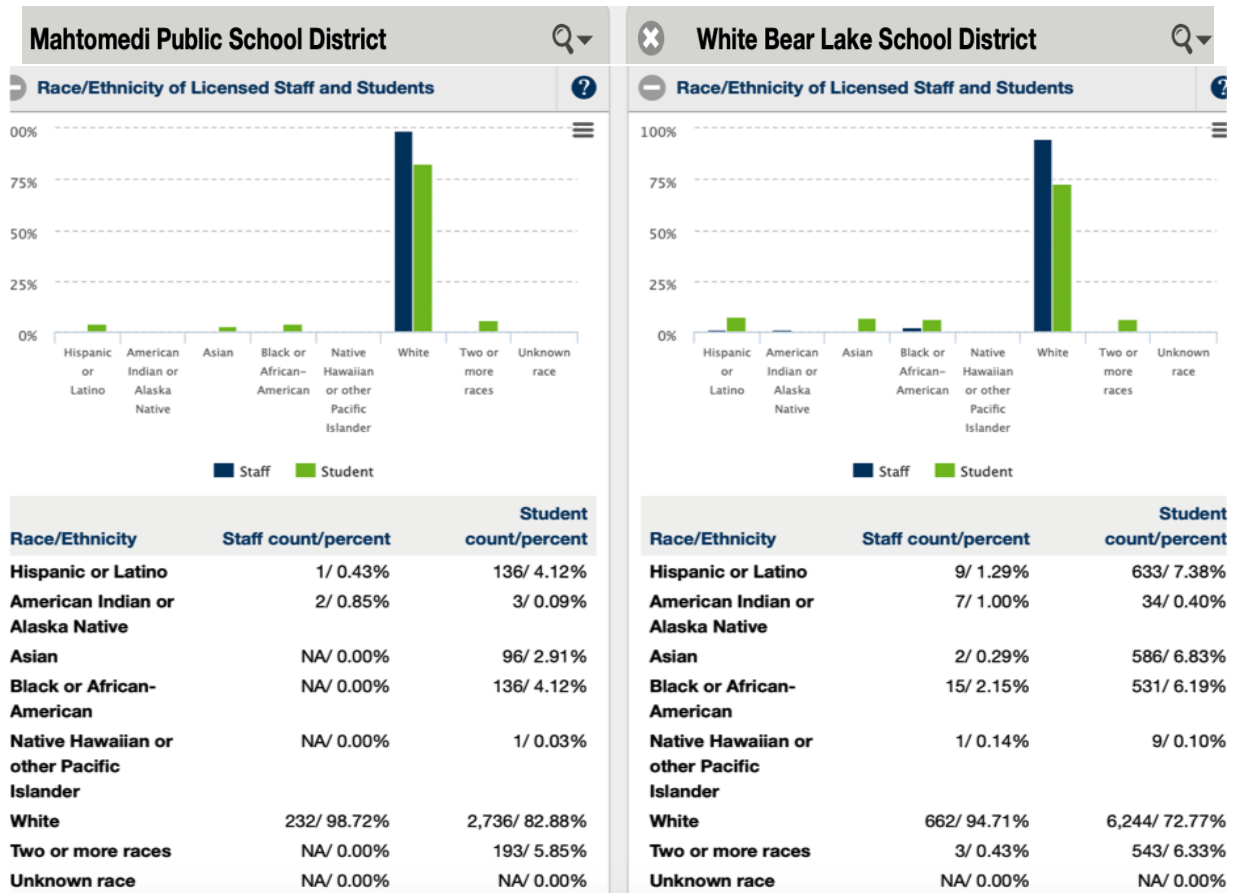 Mahtomedi Public School District
Race/Ethnicity of Licensed Staff and Students
?
00%
75%
50%
25%
0%
Hispanic or Latino
American Indian or Alaska Native
Asian
Black or African-American
Native Hawaiian or other Pacific Islander
White
Two or more races
Unknown race
Staff
Student
Race/Ethnicity Staff count/percent Student count/percent
Hispanic or Latino 1/ 0.43% 136/ 4.12%
American Indian or Alaska Native 2/ 0.85% 3/ 0.09%
Asian NA/ 0.00% 96/ 2.91%
Black or African-American NA/ 0.00% 136/ 4.12%
Native Hawaiian or other Pacific Islander NA/ 0.00% 1/ 0.03%
White 232/ 98.72% 2,736/ 82.88%
Two or more races NA/ 0.00% 193/ 5.85%
Unknown race NA/ 0.00% NA/ 0.00%
White Bear Lake School District
Race/Ethnicity of Licensed Staff and Students
?
100%
75%
50%
25%
0%
Hispanic or Latino
American Indian or Alaska Native
Asian
Black or African-American
Native Hawaiian or other Pacific Islander
White
Two or more races
Unknown race
Staff
Student
Race/Ethnicity Staff count/percent Student count/percent
Hispanic or Latino 9/ 1.29% 633/ 7.38%
American Indian or Alaska Native 7/ 1.00% 34/ 0.40%
Asian 2/ 0.29% 586/ 6.83%
Black or African-American 15/ 2.15% 531/ 6.19%
Native Hawaiian or other Pacific Islander 1/ 0.14% 9/ 0.10%
White 662/ 94.71% 6,244/ 72.77%
Two or more races 3/ 0.43% 543/ 6.33%
Unknown race NA/ 0.00% NA/ 0.00%